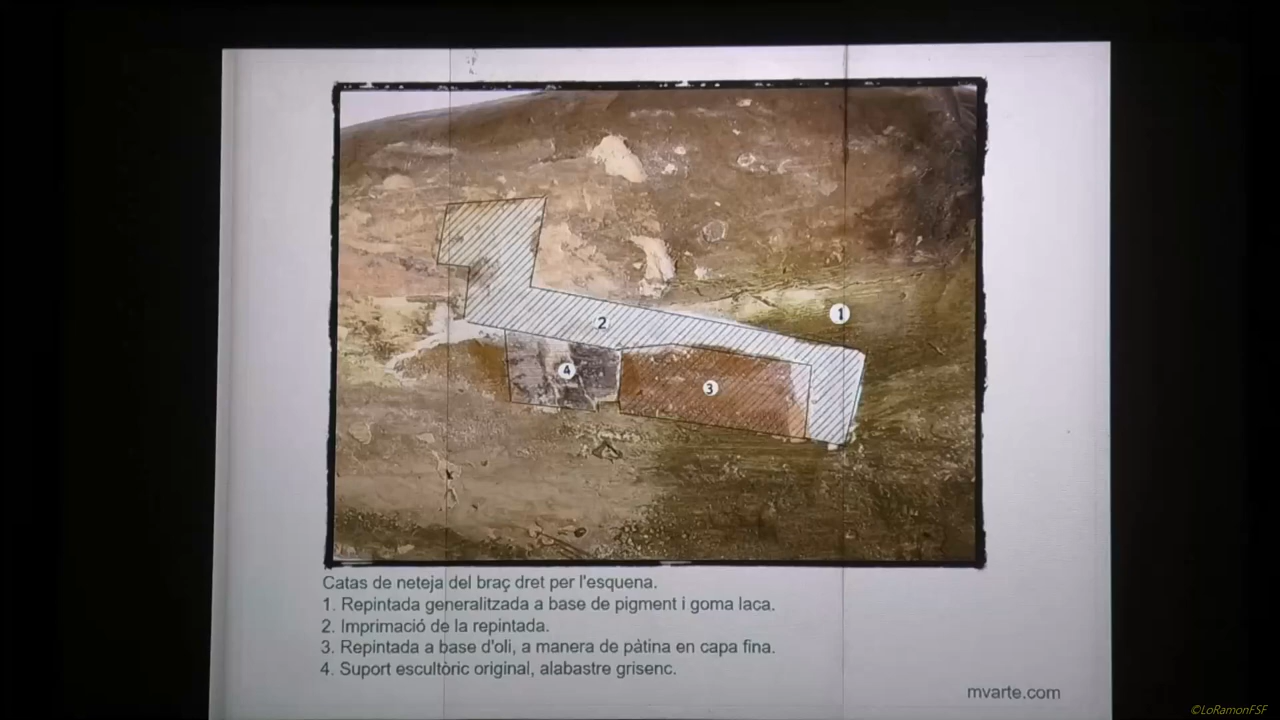 1
2
4
3
Catas de neteja del braç dret per l'esquena.
1. Repintada generalitzada a base de pigment i goma laca.
2. Imprimació de la repintada.
3. Repintada a base d'oli, a manera de pàtina en capa fina.
4. Suport escultòric original, alabastre grisenc.
mvarte.com
©LoRamonFSF